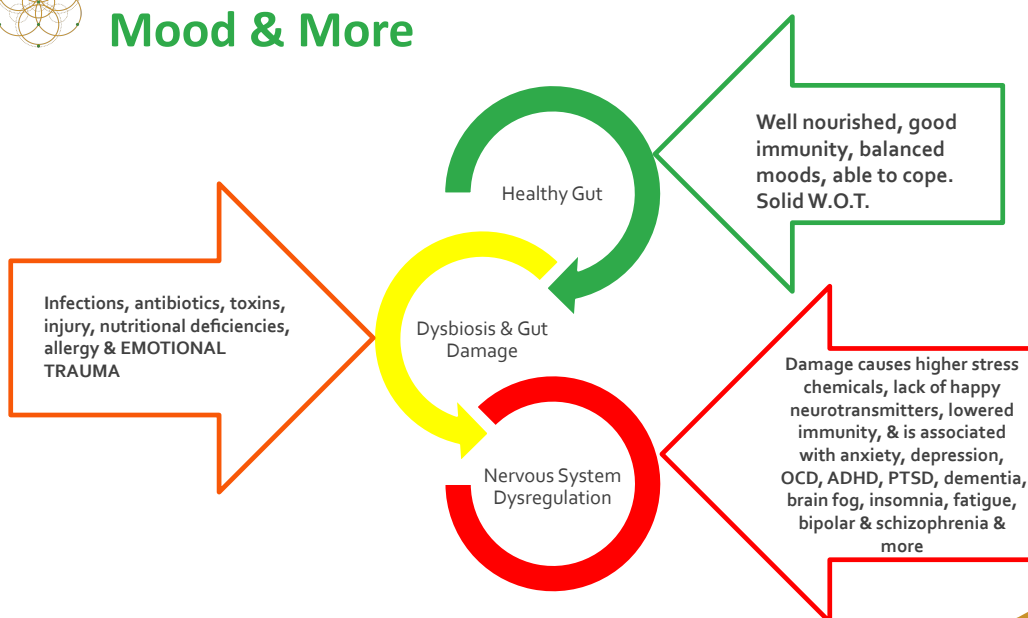 Mood & More
Healthy Gut
Well nourished, good
immunity, balanced
moods, able to cope.
Solid W.O.T.
Infections, antibiotics, toxins,
injury, nutritional deficiencies,
allergy & EMOTIONAL
TRAUMA
Dysbiosis & Gut
Damage
Nervous System
Dysregulation
Damage causes higher stress
chemicals, lack of happy
neurotransmitters, lowered
immunity, & is associated
with anxiety, depression,
OCD, ADHD, PTSD, dementia,
brain fog, insomnia, fatigue,
bipolar & schizophrenia &
more